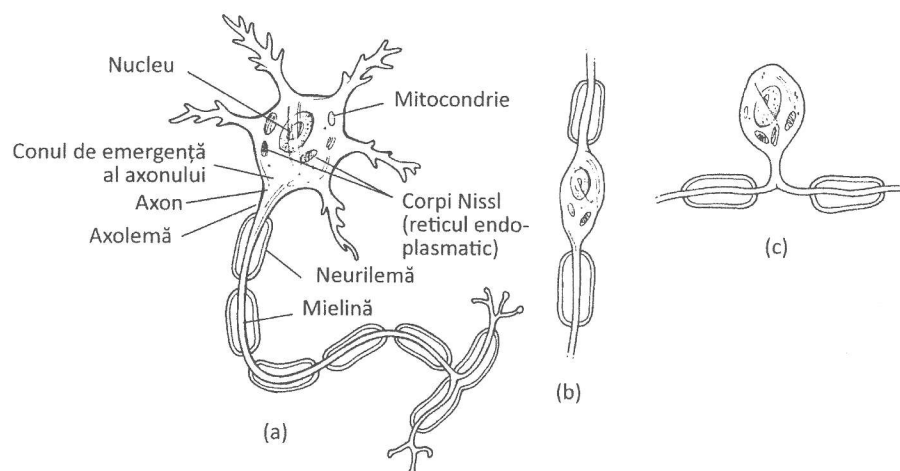 Nucleu
Mitocondrie
Conul de emergență
al axonului
Axon
Axolemă
Corpi Nissl
(reticul endo-
plasmatic)
Neurilemă
Mielină
(a)
(b)
(c)